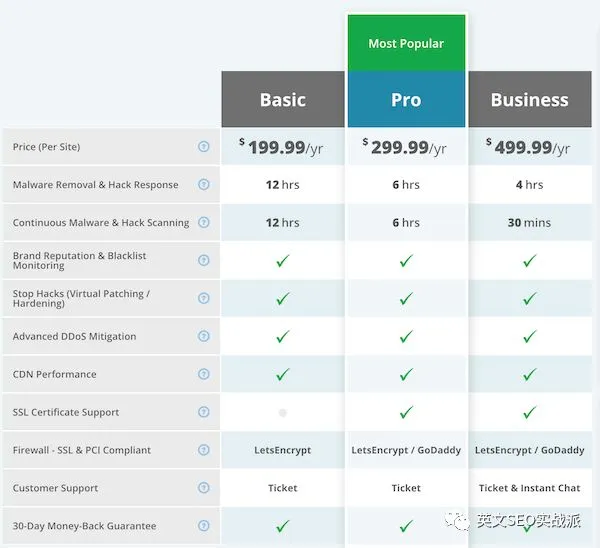 Most Popular
Basic Pro Business
Price (Per Site) $ 199.99/yr $ 299.99/yr $ 499.99/yr
Malware Removal & Hack Response 12 hrs 6 hrs 4 hrs
Continuous Malware & Hack Scanning 12 hrs 6 hrs 30 mins
Brand Reputation & Blacklist
Monitoring
Stop Hacks (Virtual Patching /
Hardening)
Advanced DDoS Mitigation
CDN Performance
SSL Certificate Support
Firewall - SSL & PCI Compliant LetsEncrypt LetsEncrypt / GoDaddy LetsEncrypt / GoDaddy
Customer Support Ticket Ticket Ticket & Instant Chat
30-Day Money-Back Guarantee
英文SEO实战派